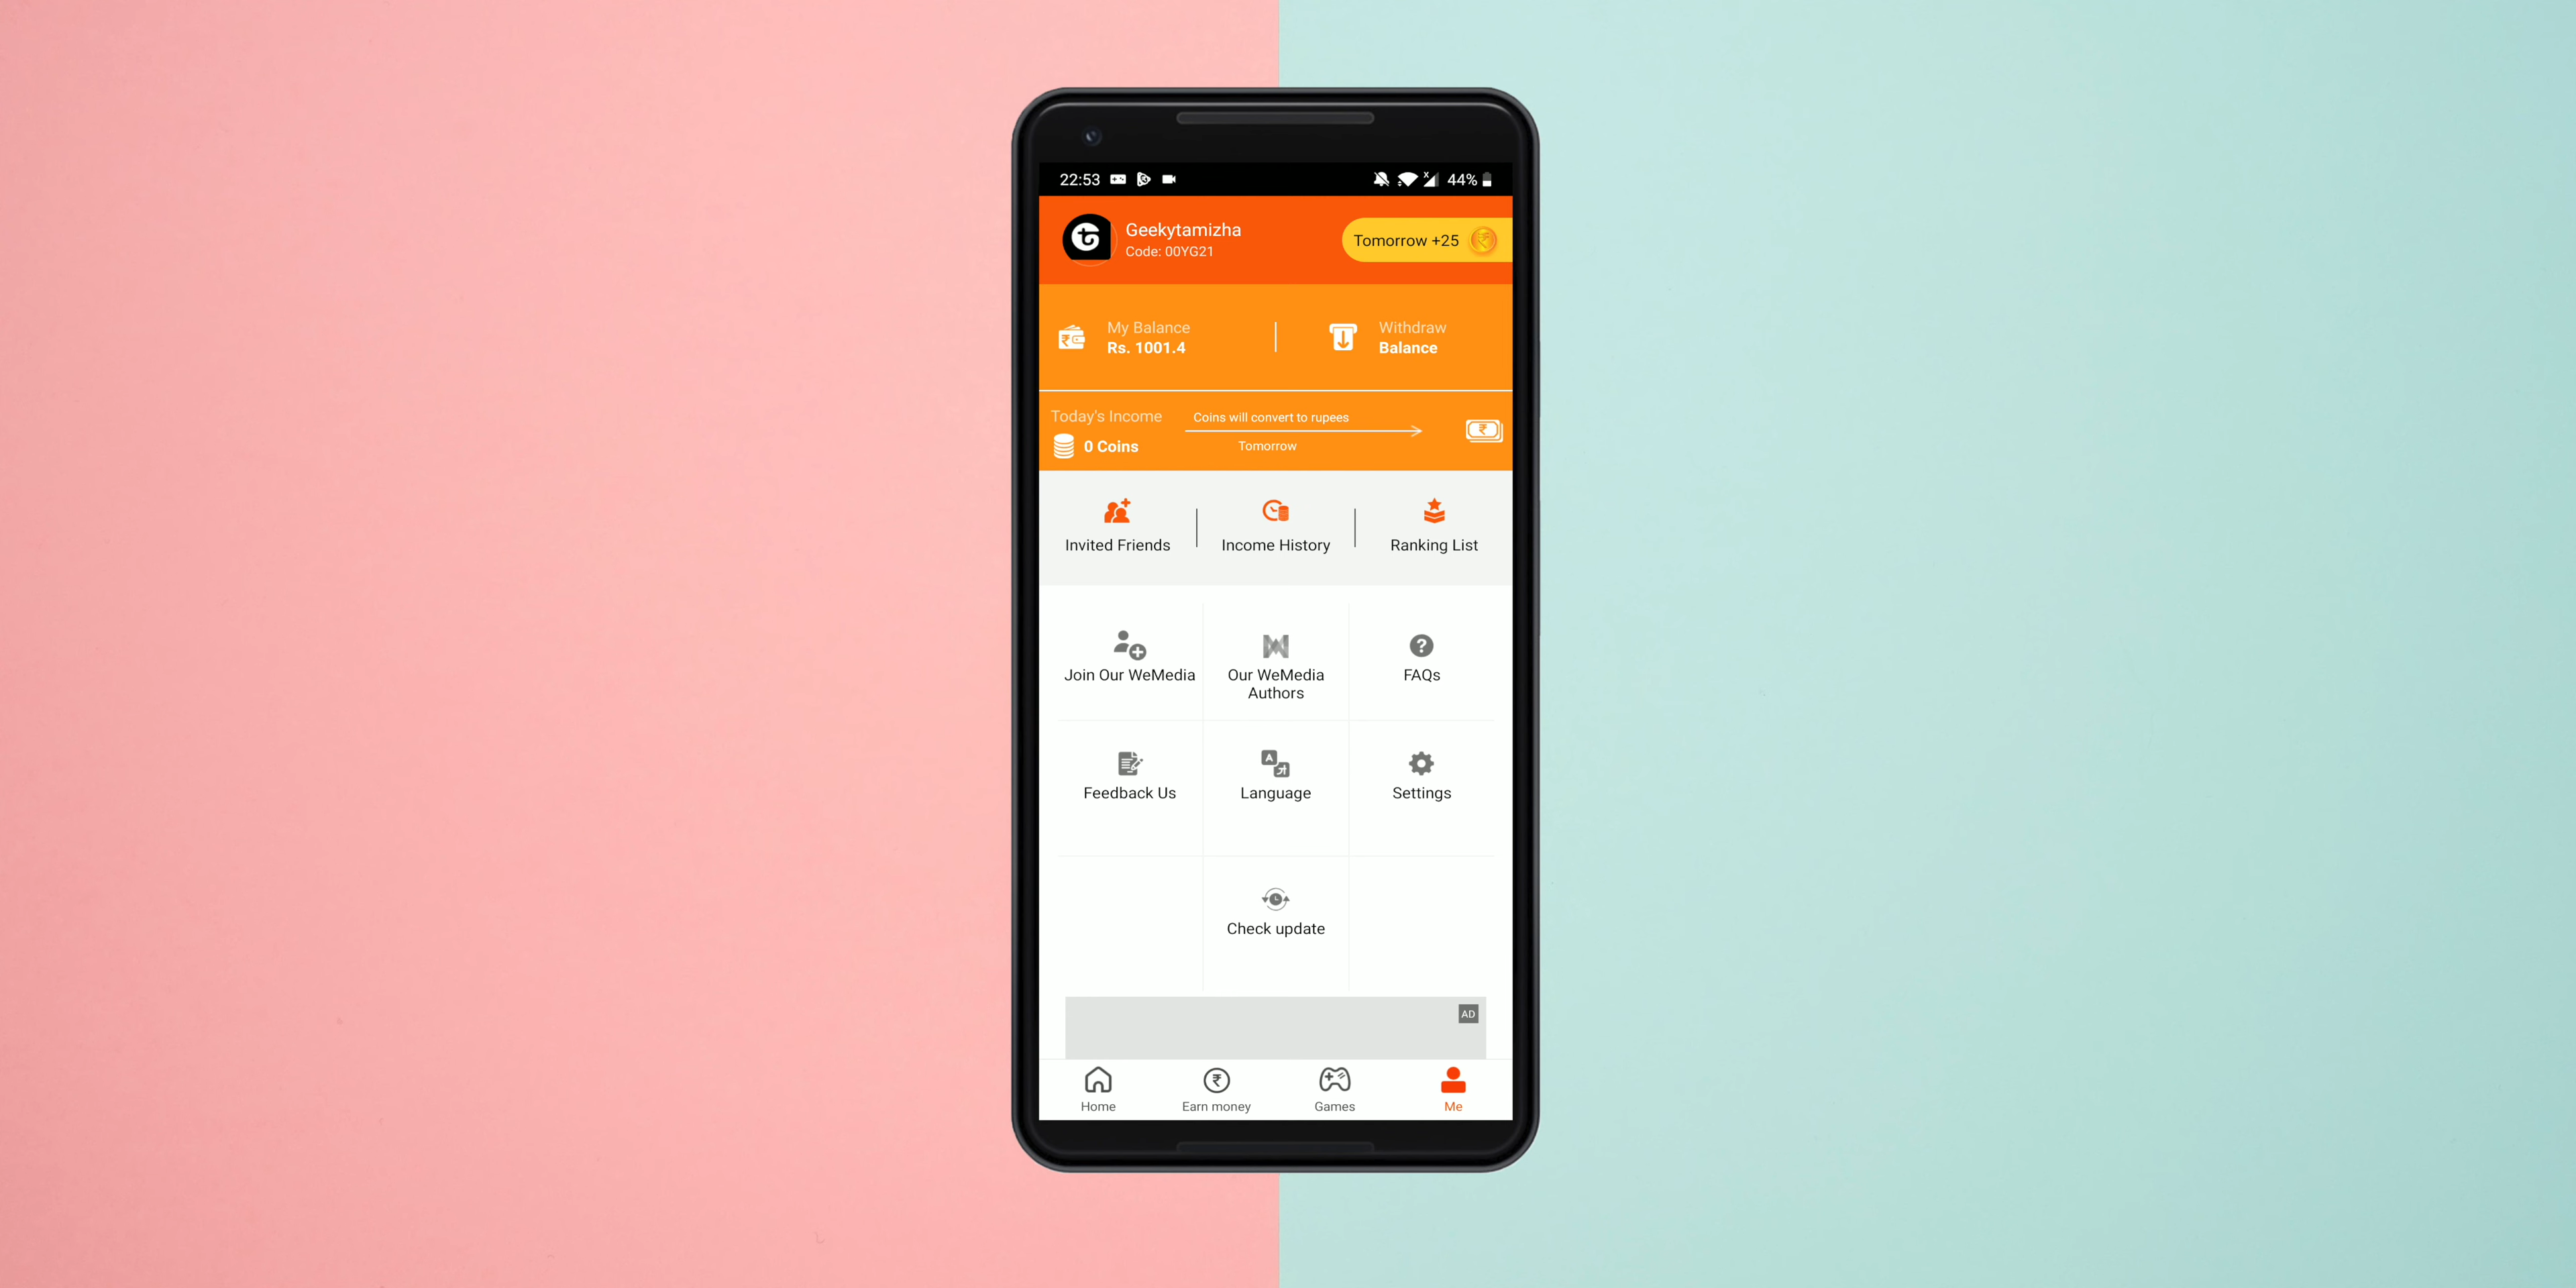 22:53
44%
Geekytamizha
Code: 00YG21
Tomorrow +25
My Balance
Rs. 1001.4
Withdraw
Balance
Today's Income
0 Coins
Coins will convert to rupees
Tomorrow
Invited Friends
Income History
Ranking List
Join Our WeMedia
Our WeMedia
Authors
FAQs
Feedback Us
Language
Settings
Check update
AD
Home
Earn money
Games
Me